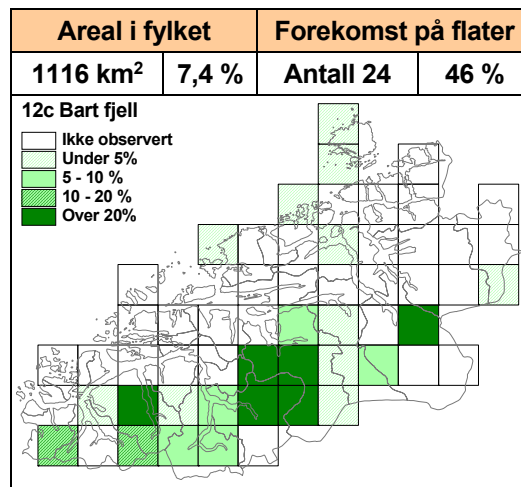 Areal i fylket Forekomst på flater
1116 km² 7,4 % Antall 24 46 %
12c Bart fjell
Ikke observert
Under 5%
5 - 10 %
10 - 20 %
Over 20%